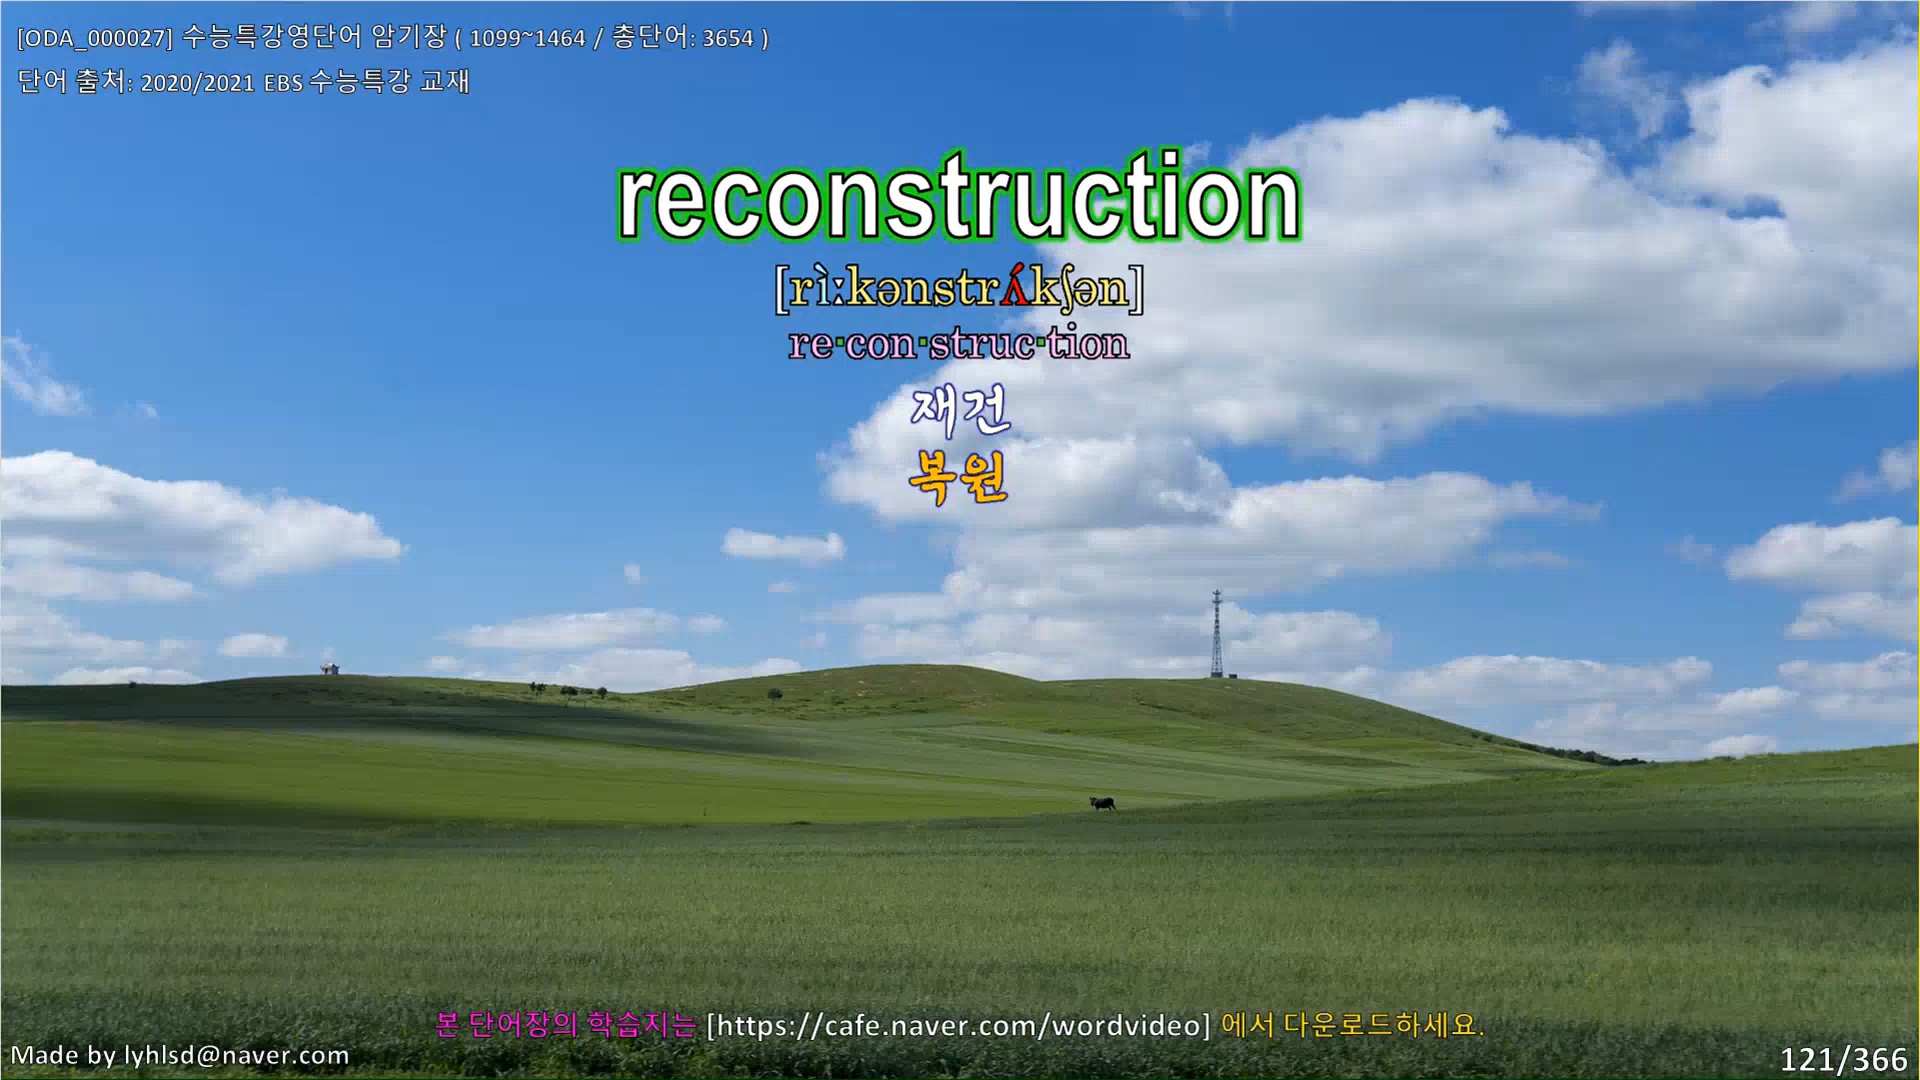 [ODA_000027] 수능특강영단어 암기장 ( 1099~1464 / 총단어: 3654 )
단어 출처: 2020/2021 EBS 수능특강 교재
reconstruction
[rìːkənstrʌ́kʃən]
re·con·struc·tion
재건
복원
본 단어장의 학습지는 [https://cafe.naver.com/wordvideo] 에서 다운로드하세요.
Made by lyhlsd@naver.com
121/366